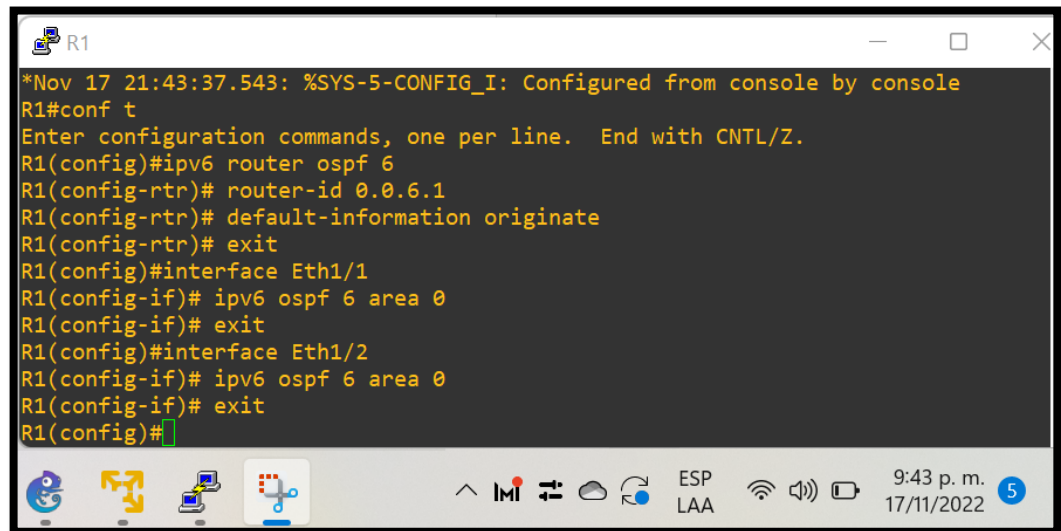 R1
*Nov 17 21:43:37.543: %SYS-5-CONFIG_I: Configured from console by console
R1#conf t
Enter configuration commands, one per line.  End with CNTL/Z.
R1(config)#ipv6 router ospf 6
R1(config-rtr)# router-id 0.0.6.1
R1(config-rtr)# default-information originate
R1(config-rtr)# exit
R1(config)#interface Eth1/1
R1(config-if)# ipv6 ospf 6 area 0
R1(config-if)# exit
R1(config)#interface Eth1/2
R1(config-if)# ipv6 ospf 6 area 0
R1(config-if)# exit
R1(config)#
ESP
LAA
9:43 p. m.
17/11/2022
5